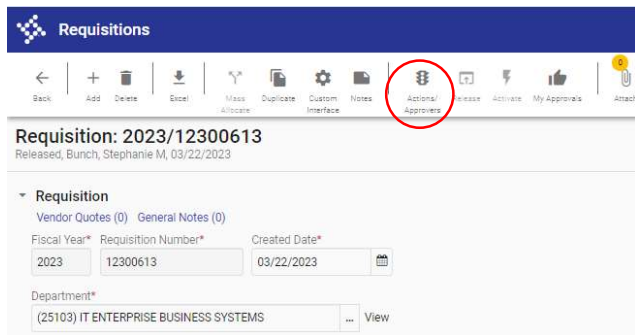 Requisitions
0
Back Add Delete Excel Mass Allocate Duplicate Custom Interface Notes Actions/ Approvers Release Activate My Approvals Attach
Requisition: 2023/12300613
Released, Bunch, Stephanie M, 03/22/2023
Requisition
Vendor Quotes (0) General Notes (0)
Fiscal Year* Requisition Number* Created Date*
2023 12300613 03/22/2023
Department*
(25103) IT ENTERPRISE BUSINESS SYSTEMS ... View